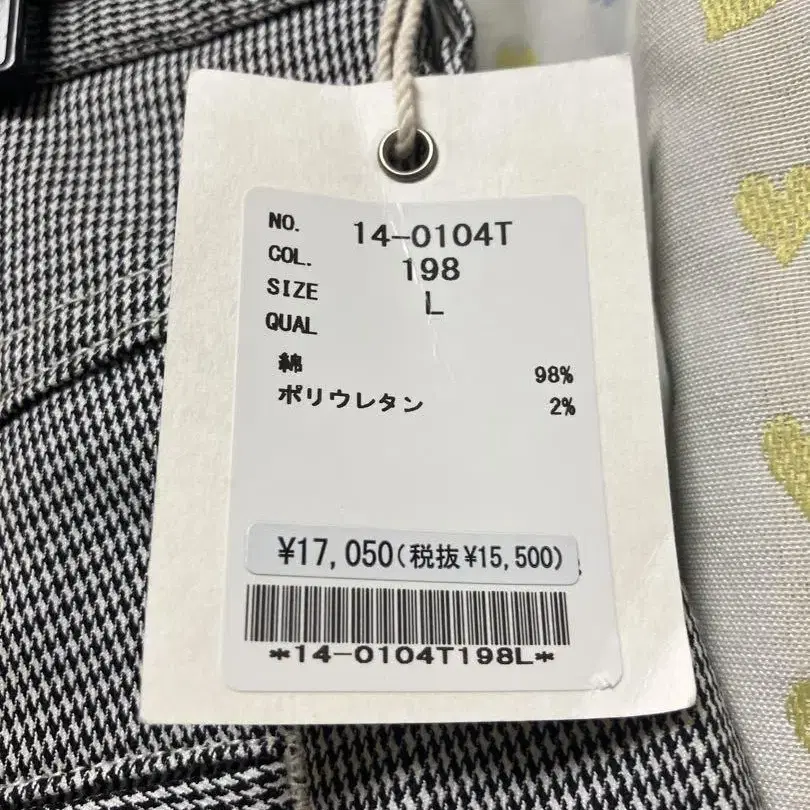 NO. 14-0104T
COL. 198
SIZE L
QUAL
綿 98%
ポリウレタン 2%
¥17,050(税抜¥15,500)
*14-0104T198L*